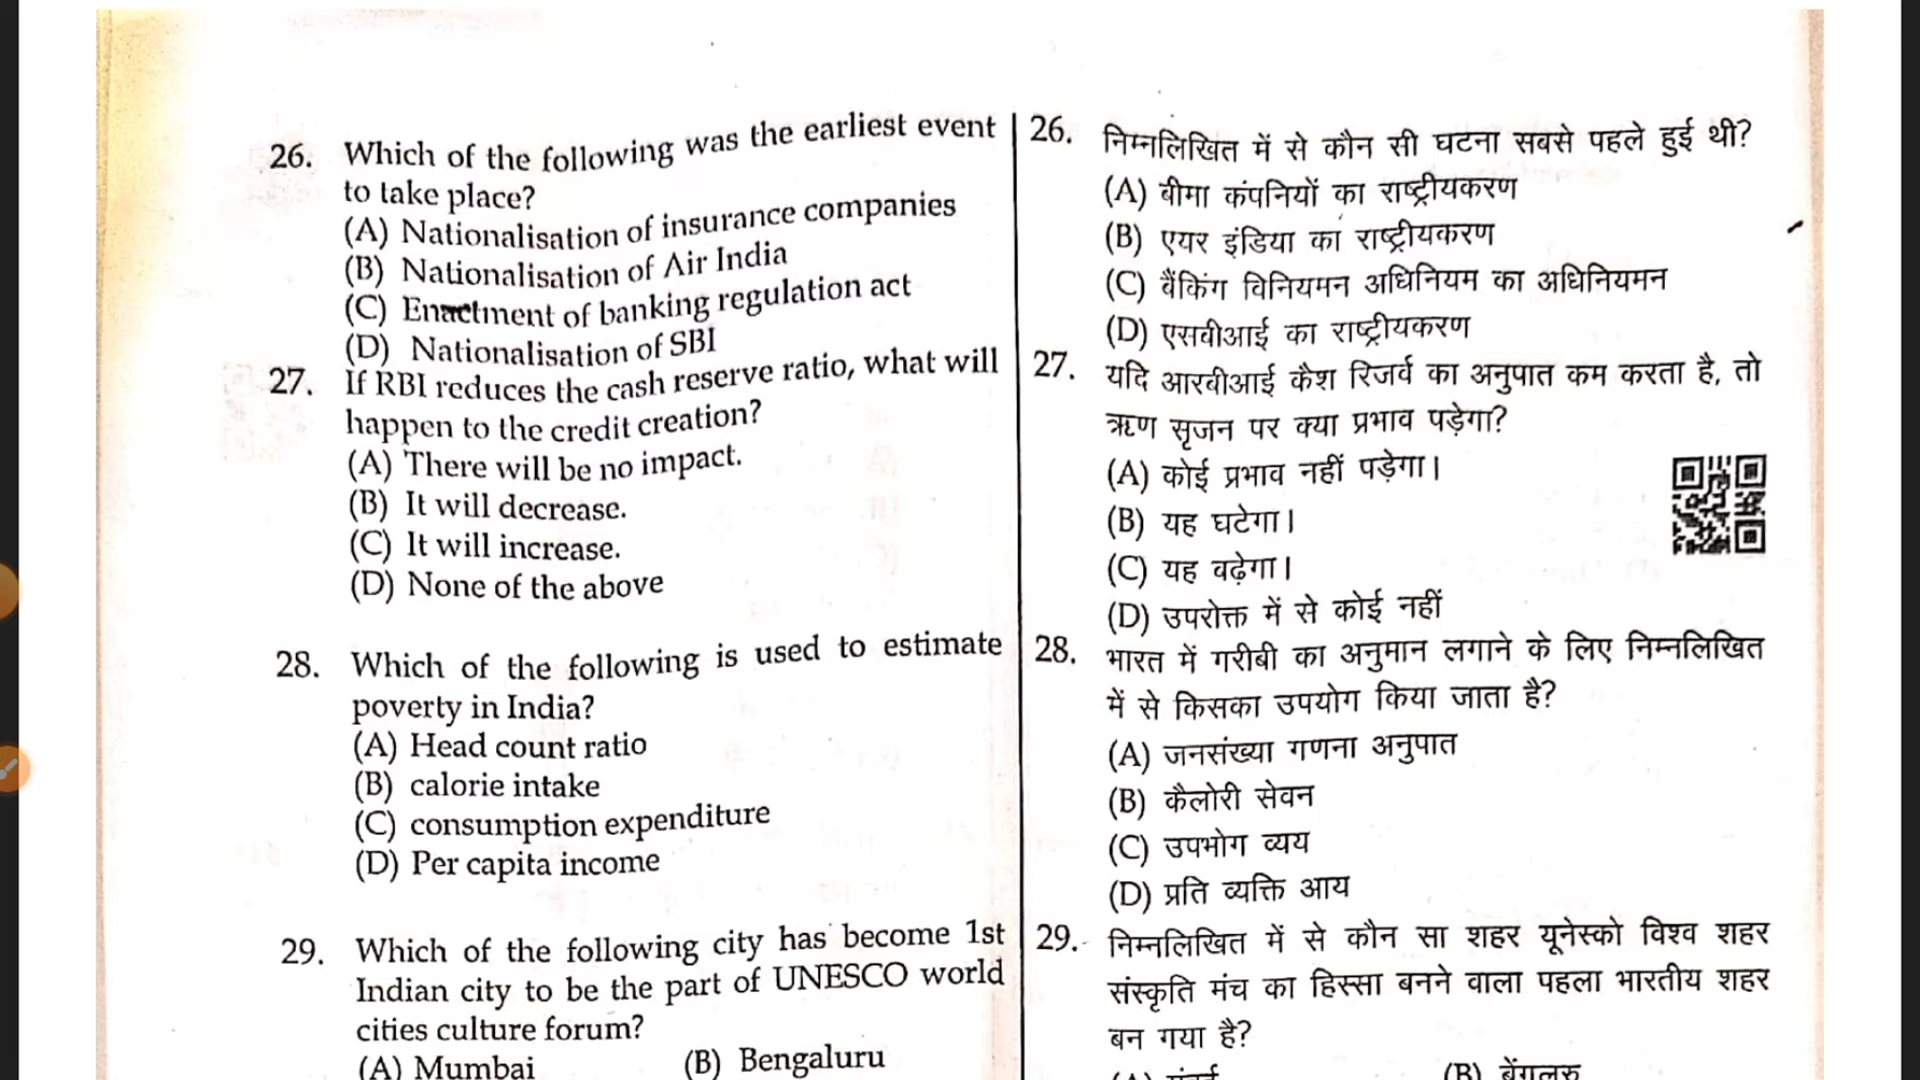 26. Which of the following was the earliest event
to take place?
(A) Nationalisation of insurance companies
(B) Nationalisation of Air India
(C) Enactment of banking regulation act
(D) Nationalisation of SBI
27. If RBI reduces the cash reserve ratio, what will
happen to the credit creation?
(A) There will be no impact.
(B) It will decrease.
(C) It will increase.
(D) None of the above
28. Which of the following is used to estimate
poverty in India?
(A) Head count ratio
(B) calorie intake
(C) consumption expenditure
(D) Per capita income
29. Which of the following city has become 1st
Indian city to be the part of UNESCO world
cities culture forum?
(A) Mumbai (B) Bengaluru
26. निम्नलिखित में से कौन सी घटना सबसे पहले हुई थी?
(A) बीमा कंपनियों का राष्ट्रीयकरण
(B) एयर इंडिया का राष्ट्रीयकरण
(C) बैंकिंग विनियमन अधिनियम का अधिनियमन
(D) एसबीआई का राष्ट्रीयकरण
27. यदि आरबीआई कैश रिजर्व का अनुपात कम करता है, तो
ऋण सृजन पर क्या प्रभाव पड़ेगा?
(A) कोई प्रभाव नहीं पड़ेगा।
(B) यह घटेगा।
(C) यह बढ़ेगा।
(D) उपरोक्त में से कोई नहीं
28. भारत में गरीबी का अनुमान लगाने के लिए निम्नलिखित
में से किसका उपयोग किया जाता है?
(A) जनसंख्या गणना अनुपात
(B) कैलोरी सेवन
(C) उपभोग व्यय
(D) प्रति व्यक्ति आय
29. निम्नलिखित में से कौन सा शहर यूनेस्को विश्व शहर
संस्कृति मंच का हिस्सा बनने वाला पहला भारतीय शहर
बन गया है?
(A) मुंबई (B) बेंगलुरु